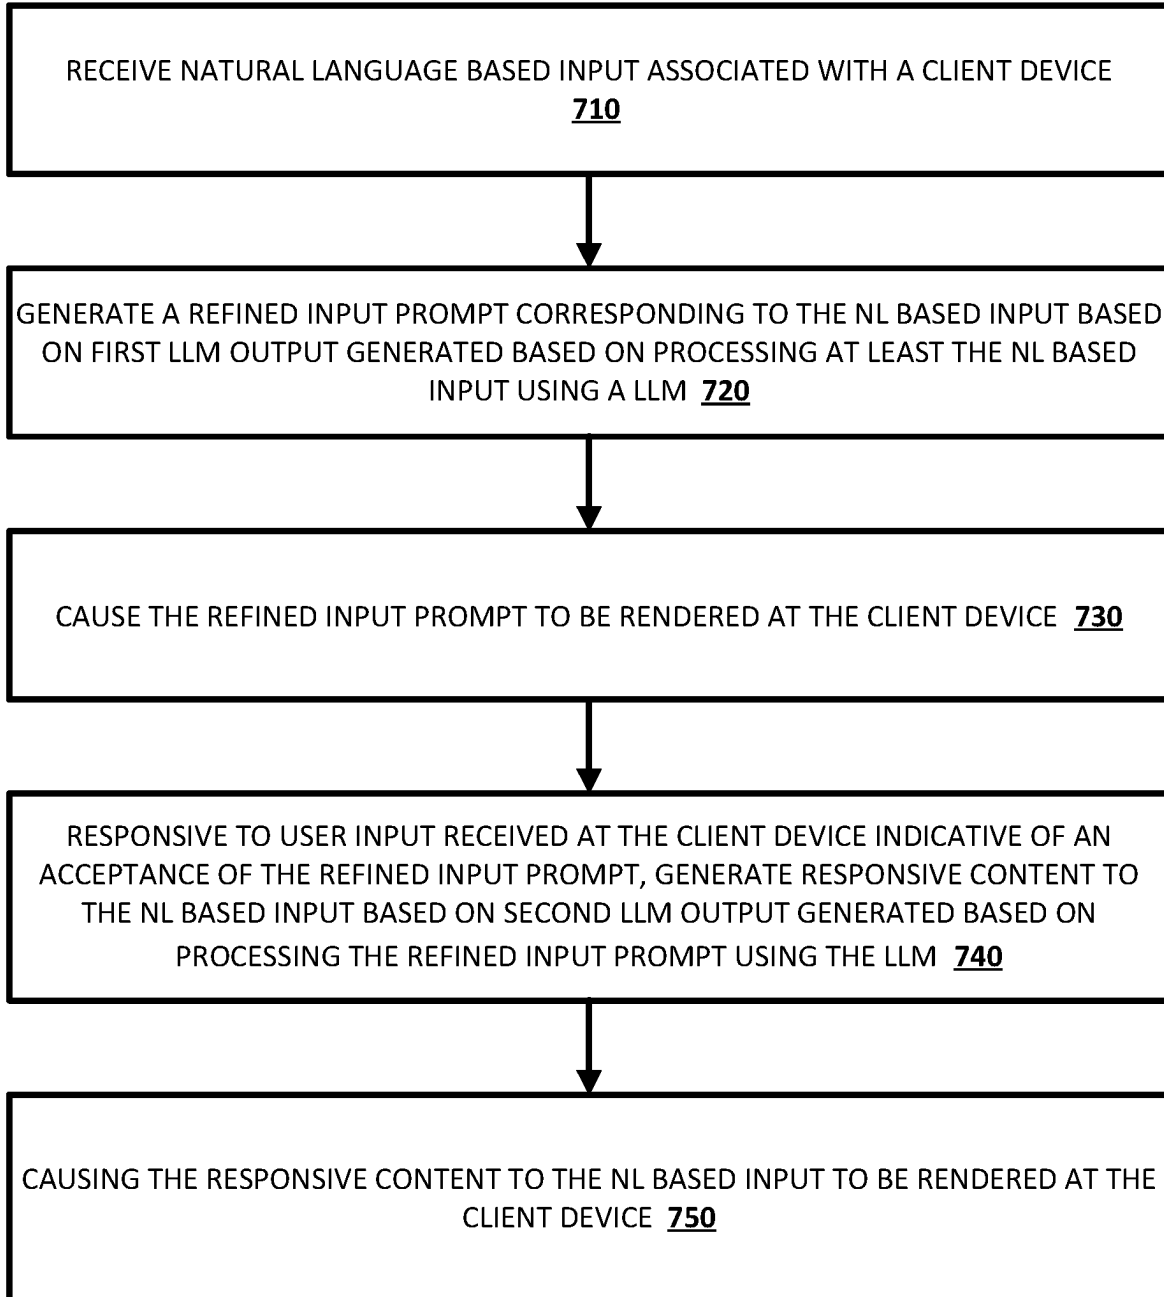 RECEIVE NATURAL LANGUAGE BASED INPUT ASSOCIATED WITH A CLIENT DEVICE
710
GENERATE A REFINED INPUT PROMPT CORRESPONDING TO THE NL BASED INPUT BASED
ON FIRST LLM OUTPUT GENERATED BASED ON PROCESSING AT LEAST THE NL BASED
INPUT USING A LLM 720
CAUSE THE REFINED INPUT PROMPT TO BE RENDERED AT THE CLIENT DEVICE 730
RESPONSIVE TO USER INPUT RECEIVED AT THE CLIENT DEVICE INDICATIVE OF AN
ACCEPTANCE OF THE REFINED INPUT PROMPT, GENERATE RESPONSIVE CONTENT TO
THE NL BASED INPUT BASED ON SECOND LLM OUTPUT GENERATED BASED ON
PROCESSING THE REFINED INPUT PROMPT USING THE LLM 740
CAUSING THE RESPONSIVE CONTENT TO THE NL BASED INPUT TO BE RENDERED AT THE
CLIENT DEVICE 750